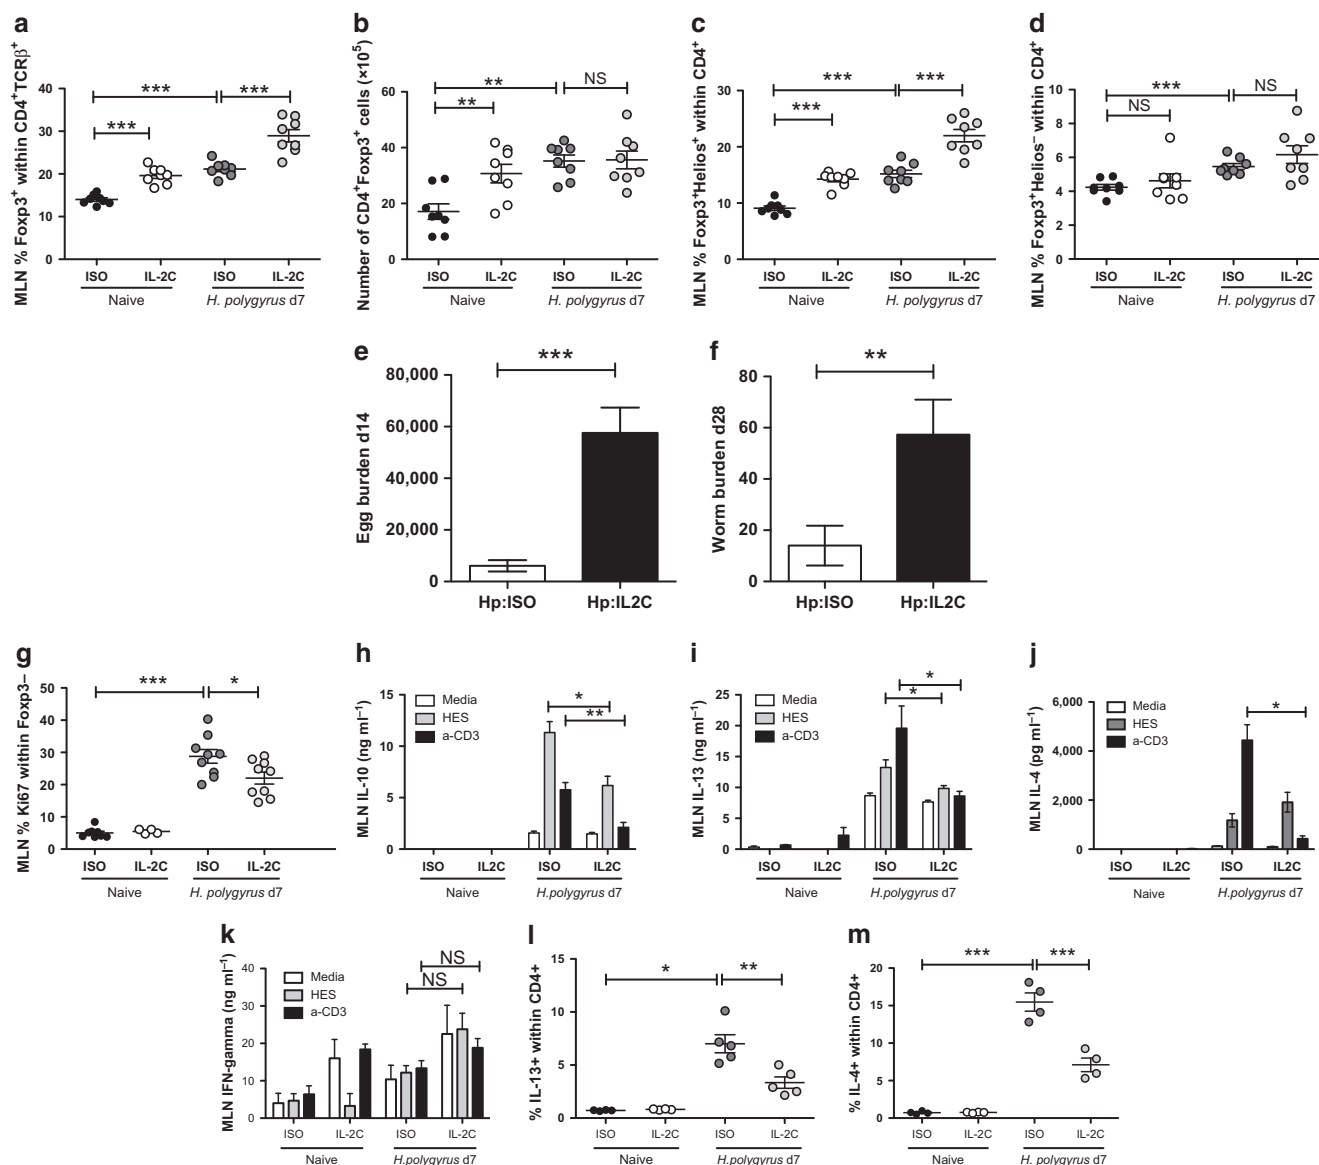 a
MLN % Foxp3⁺ within CD4⁺TCRβ⁺
40
30
20
10
0
***
***
***
ISO IL-2C ISO IL-2C
Naive H. polygyrus d7
b
Number of CD4⁺Foxp3⁺ cells (×10⁵)
60
40
20
0
**
**
NS
ISO IL-2C ISO IL-2C
Naive H. polygyrus d7
c
MLN % Foxp3⁺Helios⁺ within CD4⁺
30
20
10
0
***
***
***
ISO IL-2C ISO IL-2C
Naive H. polygyrus d7
d
MLN % Foxp3⁺Helios⁻ within CD4⁺
10
8
6
4
2
0
***
NS
NS
ISO IL-2C ISO IL-2C
Naive H. polygyrus d7
e
Egg burden d14
80,000
60,000
40,000
20,000
0
***
Hp:ISO Hp:IL2C
f
Worm burden d28
80
60
40
20
0
**
Hp:ISO Hp:IL2C
g
MLN % Ki67 within Foxp3–
50
40
30
20
10
0
***
*
ISO IL-2C ISO IL-2C
Naive H. polygyrus d7
h
MLN IL-10 (ng ml⁻¹)
15
10
5
0
Media
HES
a-CD3
*
**
ISO IL2C ISO IL2C
Naive H.polygyrus d7
i
MLN IL-13 (ng ml⁻¹)
25
20
15
10
5
0
Media
HES
a-CD3
*
*
ISO IL2C ISO IL2C
Naive H.polygyrus d7
j
MLN IL-4 (pg ml⁻¹)
6,000
4,000
2,000
0
Media
HES
a-CD3
*
ISO IL2C ISO IL2C
Naive H.polygyrus d7
k
MLN IFN-gamma (ng ml⁻¹)
40
30
20
10
0
Media
HES
a-CD3
NS
NS
ISO IL-2C ISO IL-2C
Naive H.polygyrus d7
l
% IL-13+ within CD4+
15
10
5
0
*
**
ISO IL-2C ISO IL-2C
Naive H.polygyrus d7
m
% IL-4+ within CD4+
20
15
10
5
0
***
***
ISO IL-2C ISO IL-2C
Naive H.polygyrus d7